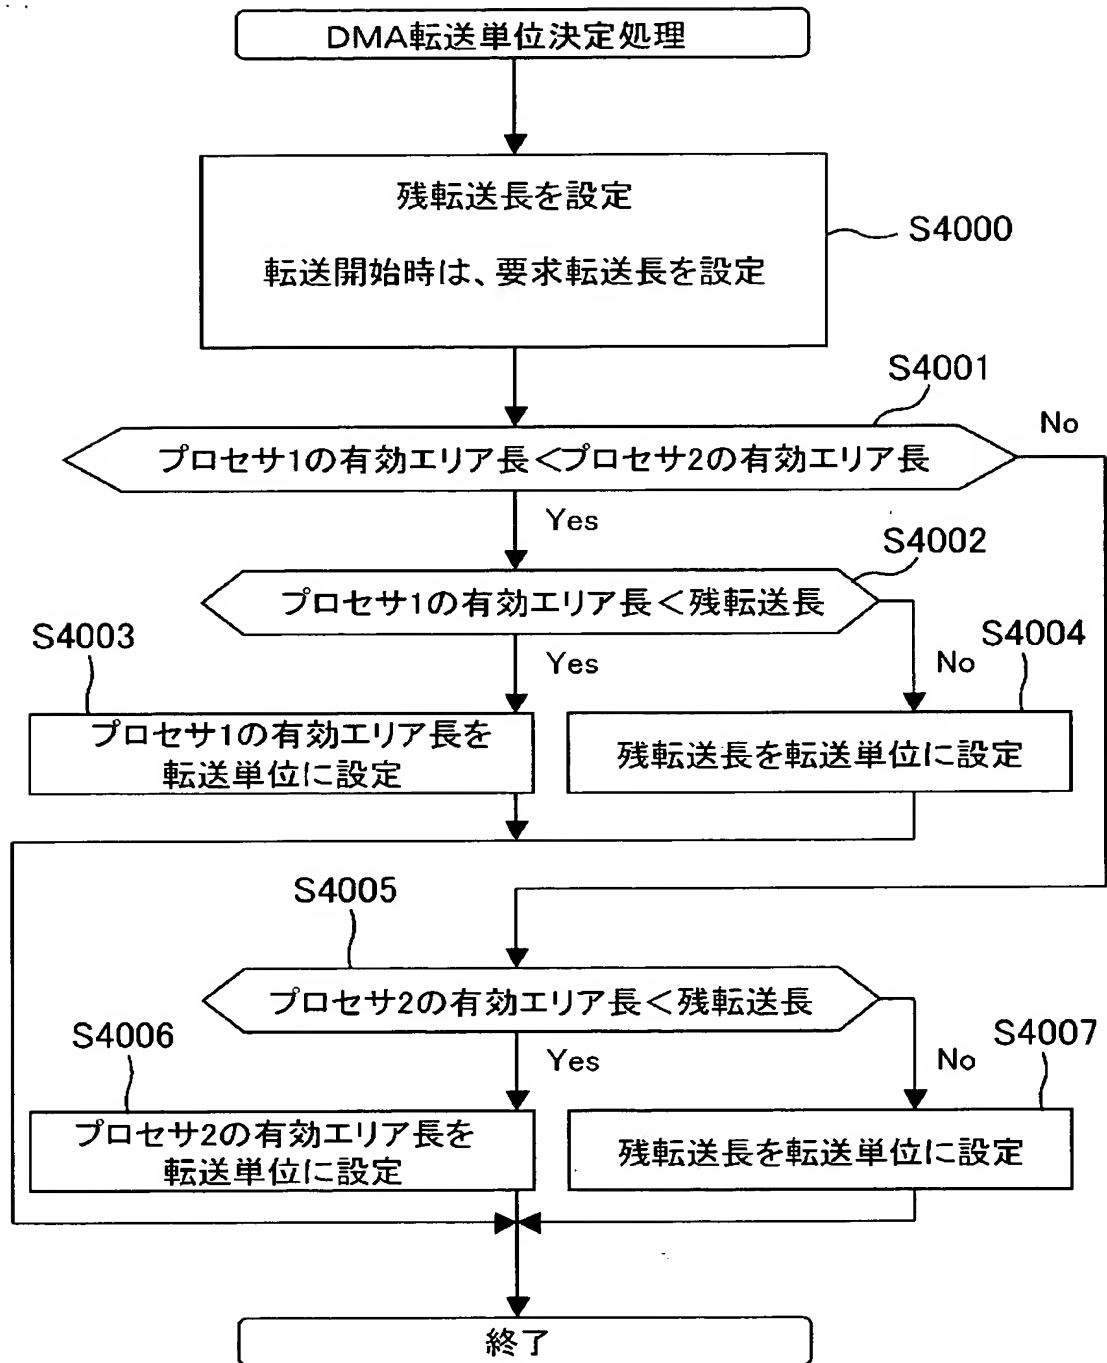 DMA転送単位決定処理
残転送長を設定
転送開始時は、要求転送長を設定
S4000
S4001
No
プロセサ1の有効エリア長<プロセサ2の有効エリア長
Yes
S4002
プロセサ1の有効エリア長<残転送長
S4003
Yes
No
S4004
プロセサ1の有効エリア長を
転送単位に設定
残転送長を転送単位に設定
S4005
プロセサ2の有効エリア長<残転送長
S4006
Yes
No
S4007
プロセサ2の有効エリア長を
転送単位に設定
残転送長を転送単位に設定
終了